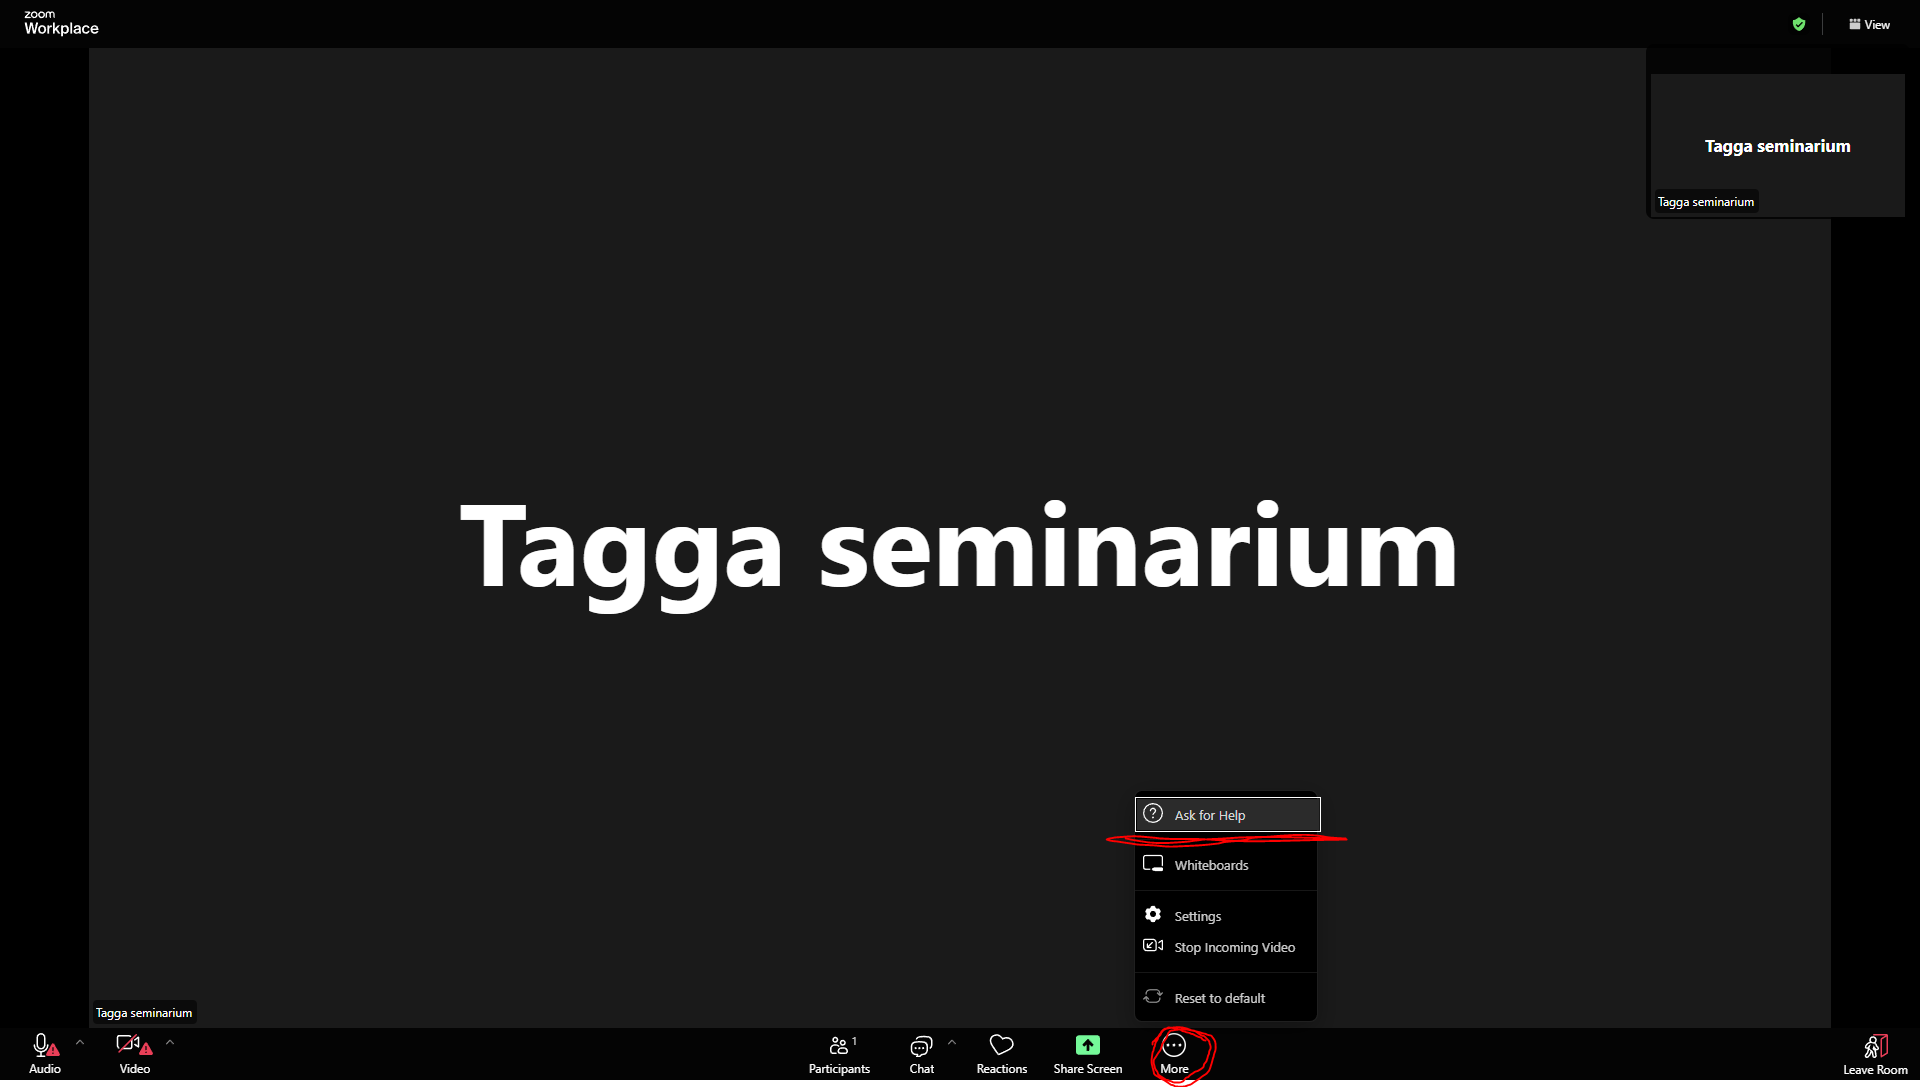 zoom
Workplace
View
Tagga seminarium
Tagga seminarium
Tagga seminarium
Ask for Help
Whiteboards
Settings
Stop Incoming Video
Reset to default
Tagga seminarium
Audio
Video
Participants
1
Chat
Reactions
Share Screen
More
Leave Room